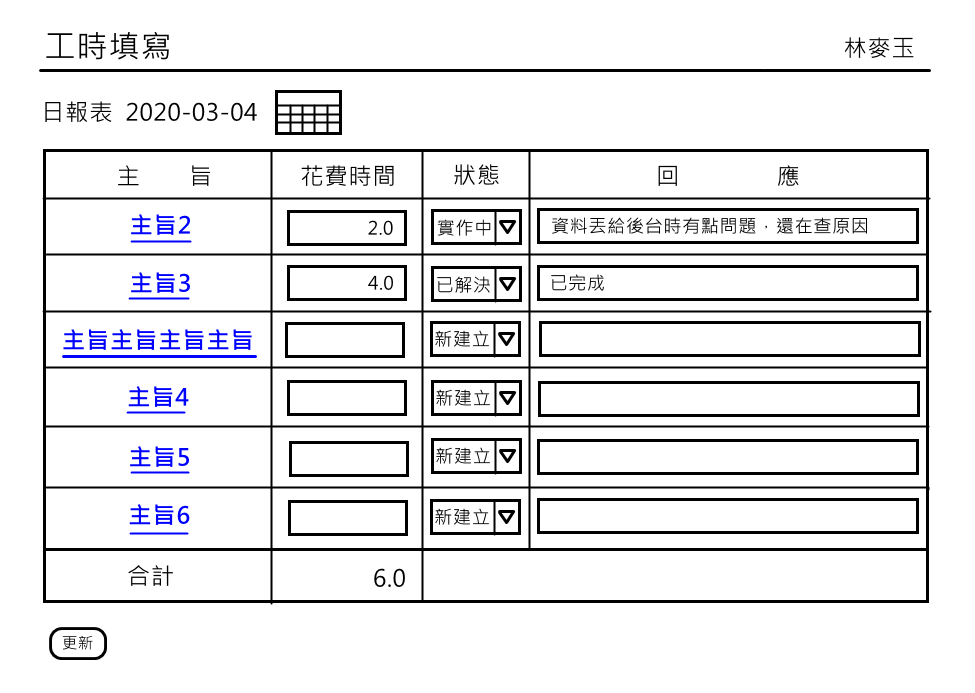 工時填寫 林麥玉
日報表 2020-03-04
主 旨 花費時間 狀態 回 應
主旨2 2.0 實作中 資料丟給後台時有點問題，還在查原因
主旨3 4.0 已解決 已完成
主旨主旨主旨主旨 新建立
主旨4 新建立
主旨5 新建立
主旨6 新建立
合計 6.0
更新